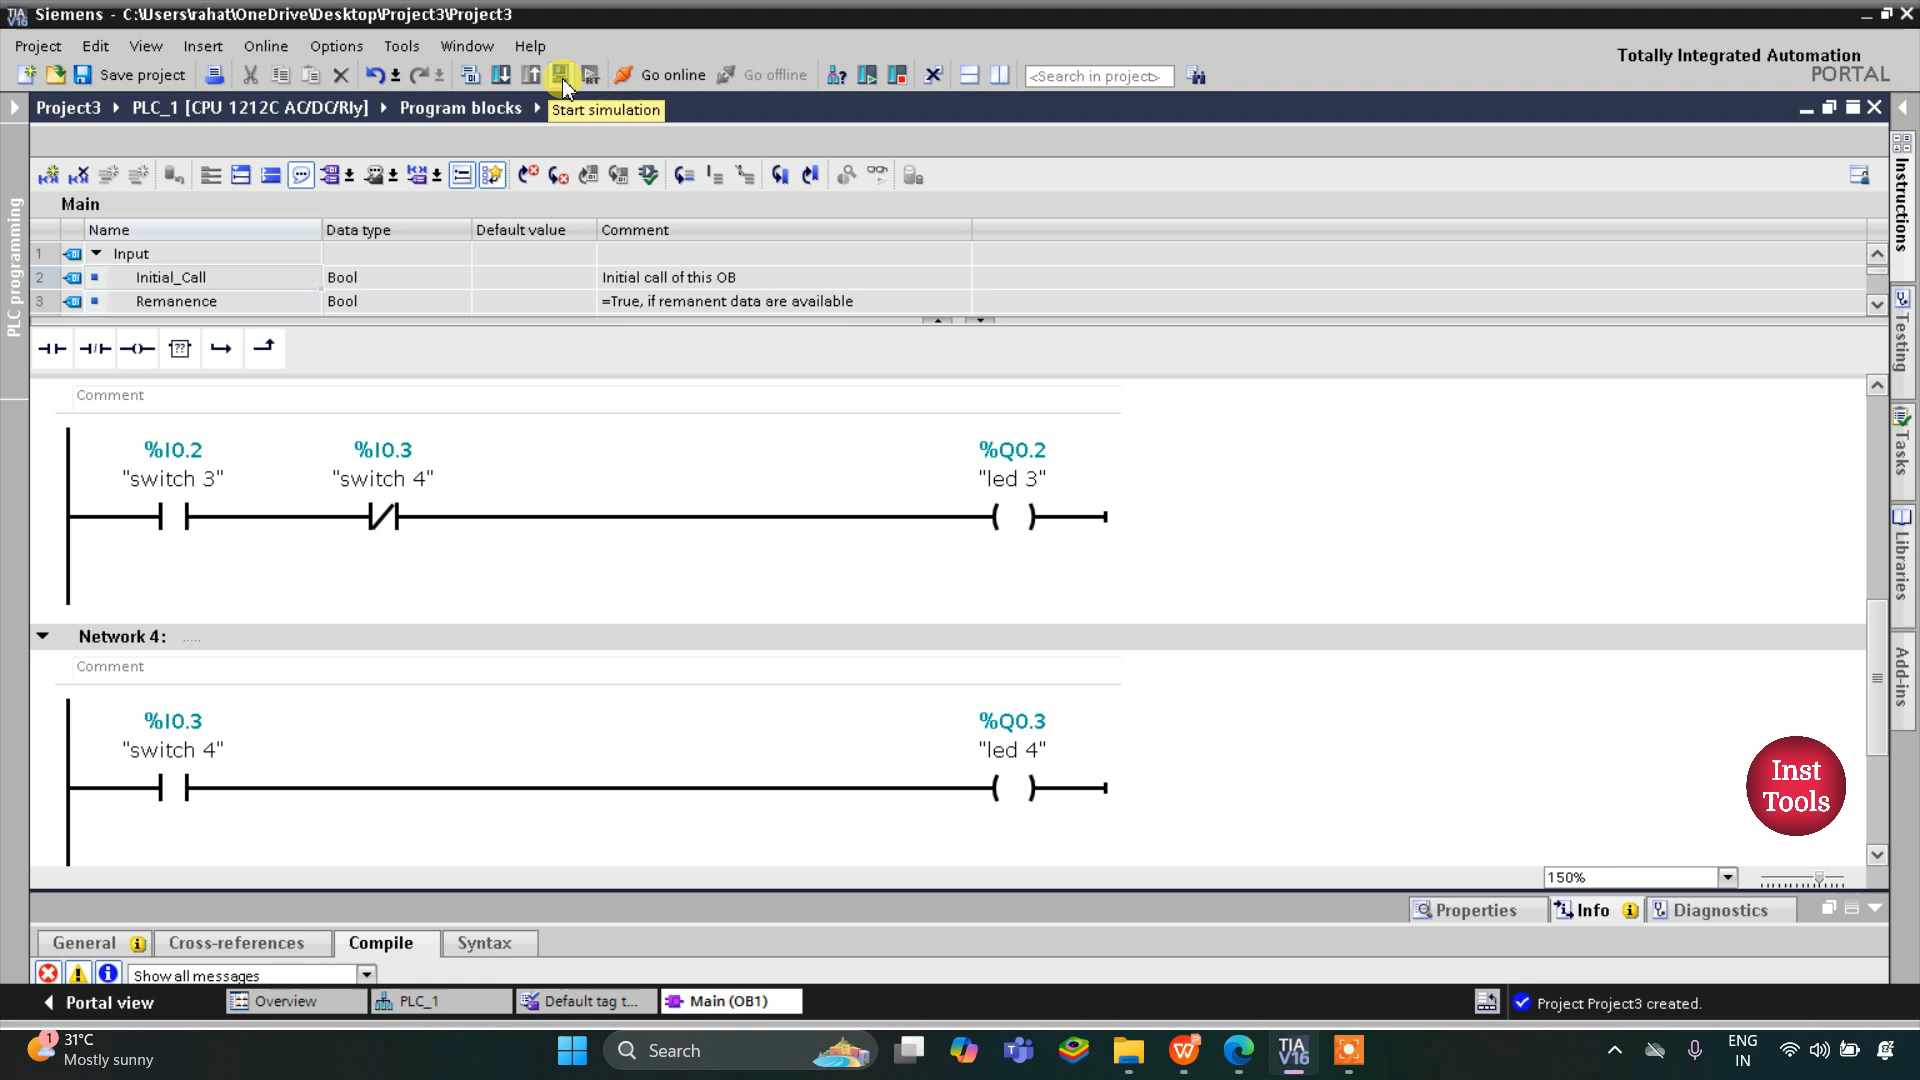 Siemens - C:\Users\rahat\OneDrive\Desktop\Project3\Project3
Project Edit View Insert Online Options Tools Window Help
Totally Integrated Automation
PORTAL
Save project
Go online
Go offline
<Search in project>
Project3 PLC_1 [CPU 1212C AC/DC/Rly] Program blocks
Start simulation
Main
Name Data type Default value Comment
1 Input
2 Initial_Call Bool Initial call of this OB
3 Remanence Bool =True, if remanent data are available
??
Comment
%I0.2 %I0.3 %Q0.2
"switch 3" "switch 4" "led 3"
Network 4: .....
Comment
%I0.3 %Q0.3
"switch 4" "led 4"
Inst
Tools
150%
Properties Info Diagnostics
General Cross-references Compile Syntax
Show all messages
Portal view Overview PLC_1 Default tag t... Main (OB1) Project Project3 created.
PLC programming
Instructions
Testing
Tasks
Libraries
Add-ins
1 31°C
Mostly sunny
Search
TIA
V16
ENG
IN